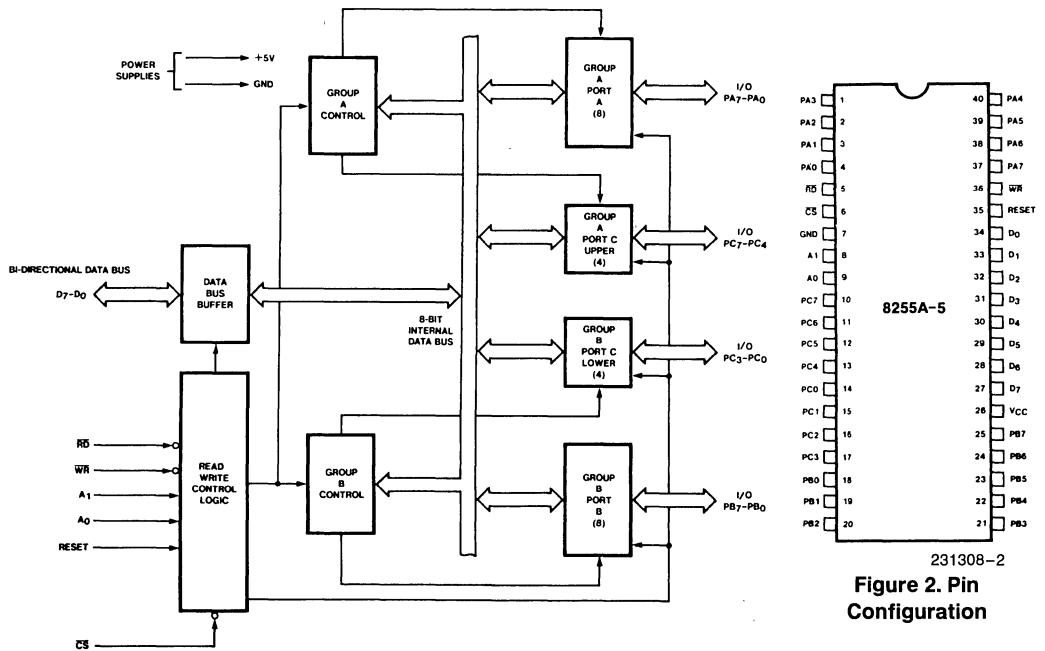 POWER
SUPPLIES
+5V
GND
GROUP
A
CONTROL
GROUP
A
PORT
A
(8)
I/O
PA7-PA0
GROUP
A
PORT C
UPPER
(4)
I/O
PC7-PC4
BI-DIRECTIONAL DATA BUS
D7-D0
DATA
BUS
BUFFER
8-BIT
INTERNAL
DATA BUS
GROUP
B
PORT C
LOWER
(4)
I/O
PC3-PC0
RD
WR
A1
A0
RESET
CS
READ
WRITE
CONTROL
LOGIC
GROUP
B
CONTROL
GROUP
B
PORT
B
(8)
I/O
PB7-PB0
PA3 1 40 PA4
PA2 2 39 PA5
PA1 3 38 PA6
PA0 4 37 PA7
RD 5 36 WR
CS 6 35 RESET
GND 7 34 D0
A1 8 33 D1
A0 9 32 D2
PC7 10 31 D3
8255A-5
PC6 11 30 D4
PC5 12 29 D5
PC4 13 28 D6
PC0 14 27 D7
PC1 15 26 VCC
PC2 16 25 PB7
PC3 17 24 PB6
PB0 18 23 PB5
PB1 19 22 PB4
PB2 20 21 PB3
231308-2
Figure 2. Pin
Configuration